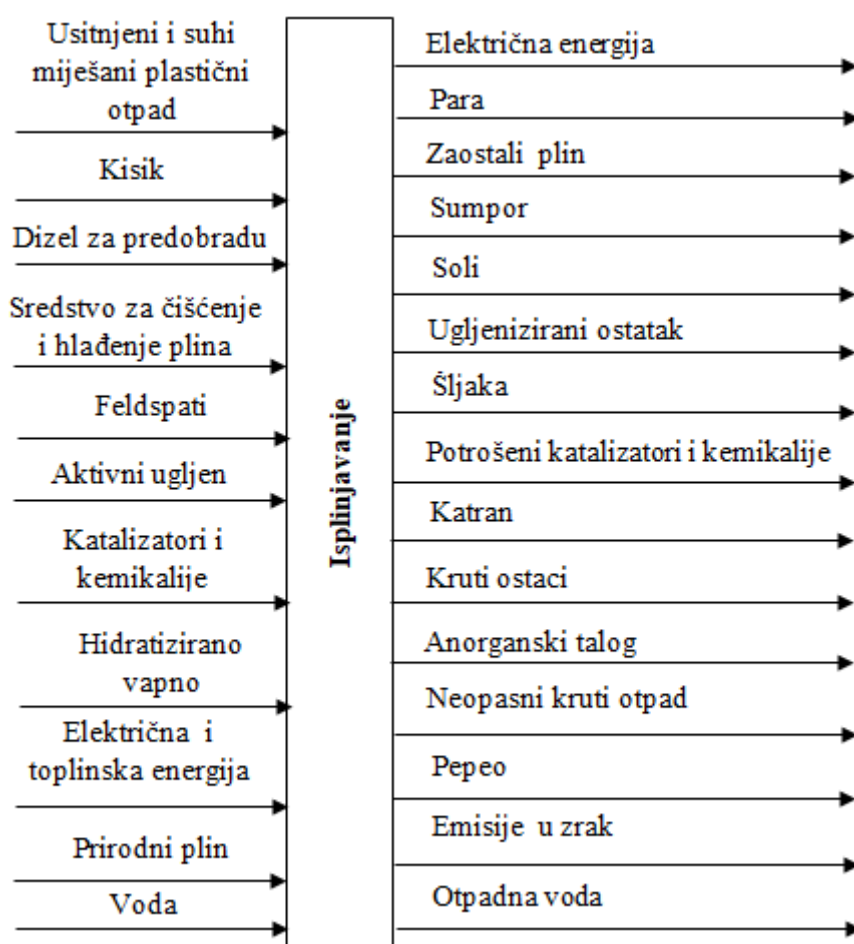 Usitnjeni i suhi
miješani plastični
otpad
Kisik
Dizel za predobradu
Sredstvo za čišćenje
i hlađenje plina
Feldspati
Aktivni ugljen
Katalizatori i
kemikalije
Hidratizirano
vapno
Električna i
toplinska energija
Prirodni plin
Voda
Isplinjavanje
Električna energija
Para
Zaostali plin
Sumpor
Soli
Ugljenizirani ostatak
Šljaka
Potrošeni katalizatori i kemikalije
Katran
Kruti ostaci
Anorganski talog
Neopasni kruti otpad
Pepeo
Emisije u zrak
Otpadna voda